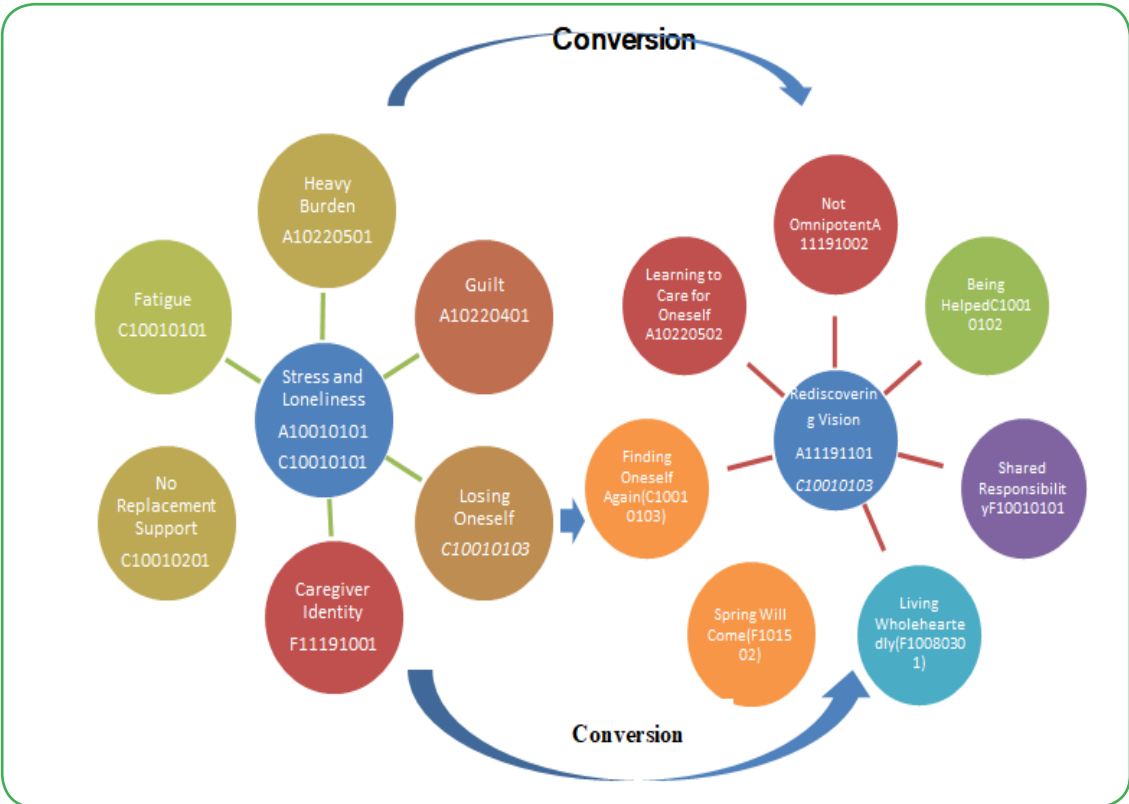 Conversion
Heavy
Burden
A10220501
Fatigue
C10010101
Guilt
A10220401
Stress and
Loneliness
A10010101
C10010101
No
Replacement
Support
C10010201
Losing
Oneself
C10010103
Caregiver
Identity
F11191001
Not
OmnipotentA
11191002
Learning to
Care for
Oneself
A10220502
Being
HelpedC1001
0102
Rediscoverin
g Vision
A11191101
C10010103
Finding
Oneself
Again(C1001
0103)
Shared
Responsibilit
yF10010101
Spring Will
Come(F1015
02)
Living
Wholehearte
dly(F1008030
1)
Conversion